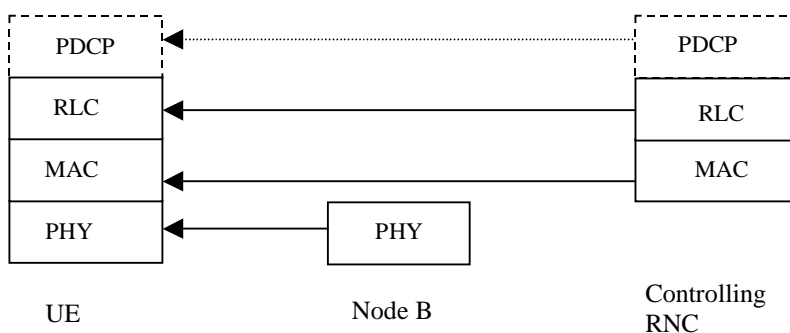 PDCP
PDCP
RLC
RLC
MAC
MAC
PHY
PHY
UE
Node B
Controlling
RNC